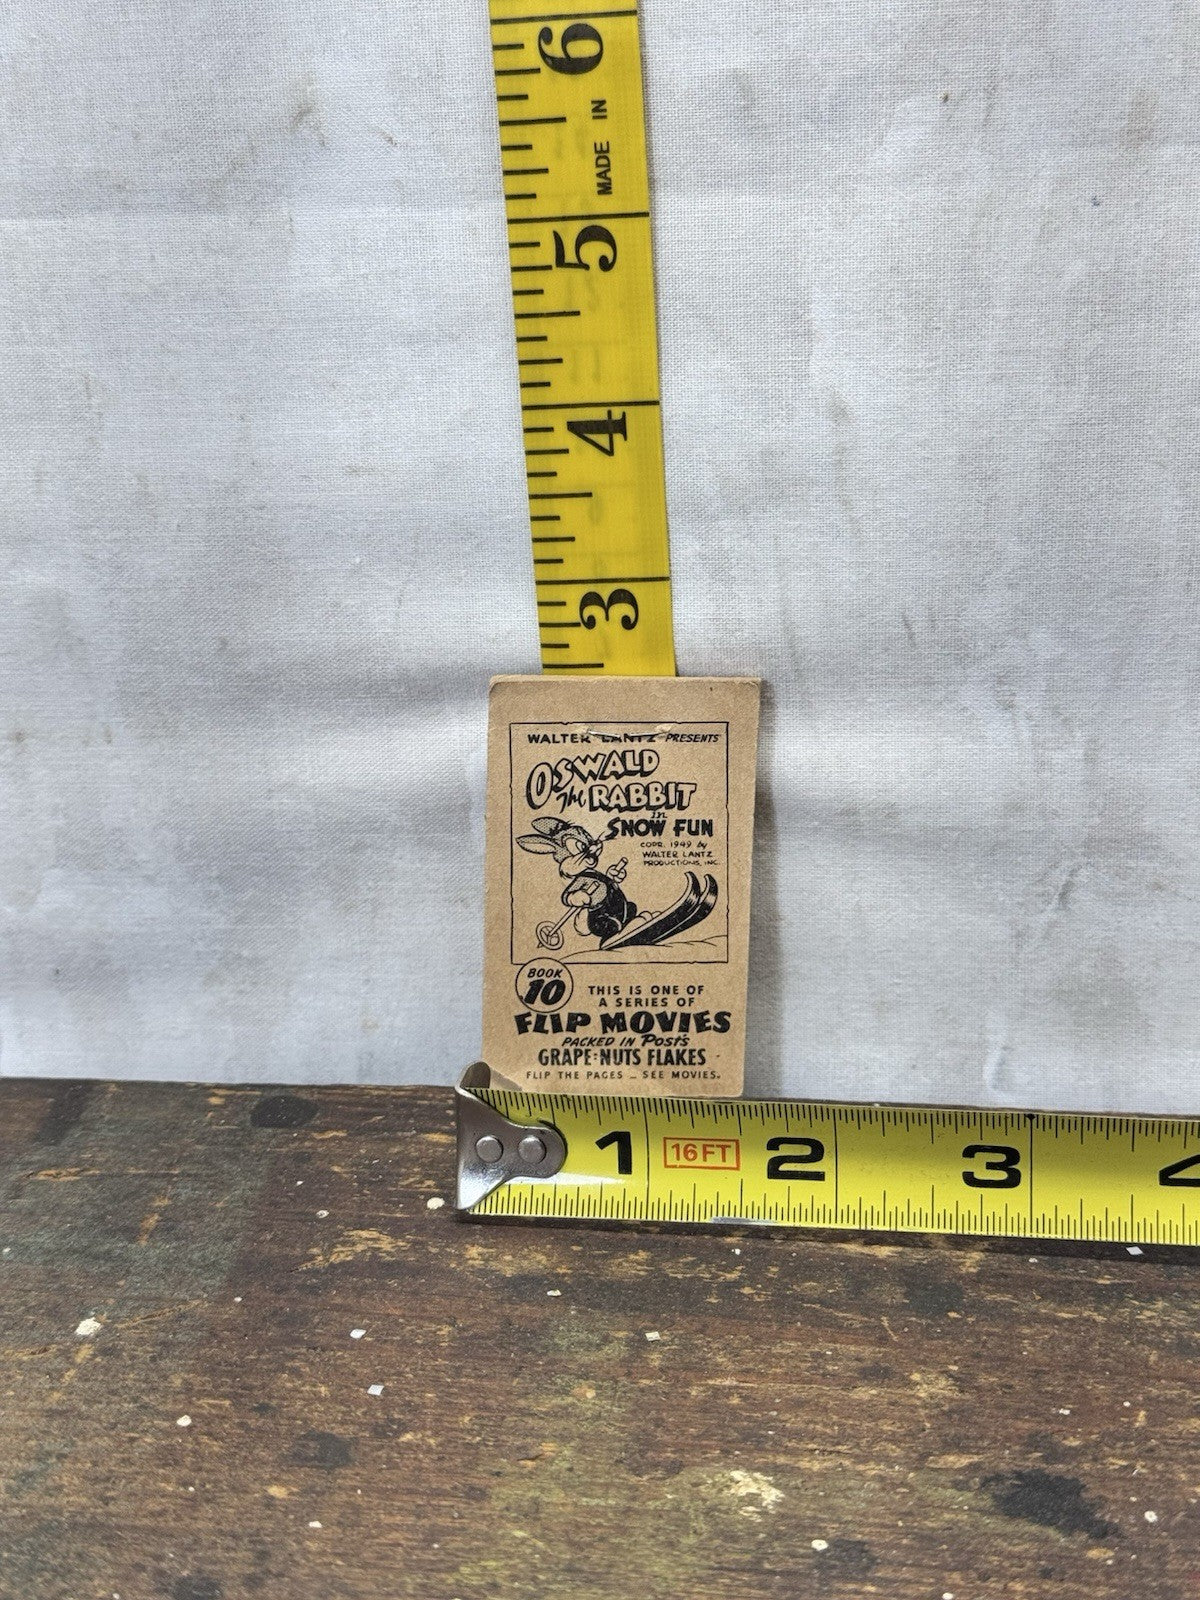 6
MADE IN
5
4
3
WALTER LANTZ PRESENTS
OSWALD
The RABBIT
in
SNOW FUN
COPR. 1949 by
WALTER LANTZ
PRODUCTIONS, INC.
BOOK
10
THIS IS ONE OF
A SERIES OF
FLIP MOVIES
PACKED IN Post's
GRAPE-NUTS FLAKES
FLIP THE PAGES - SEE MOVIES.
1 16FT 2 3 4